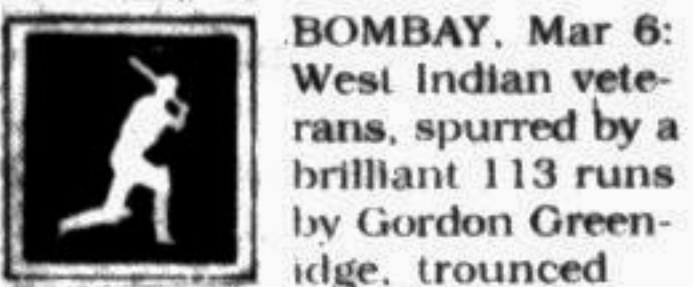 BOMBAY, Mar 6:
West Indian vete-
rans, spurred by a
brilliant 113 runs
by Gordon Green-
idge, trounced